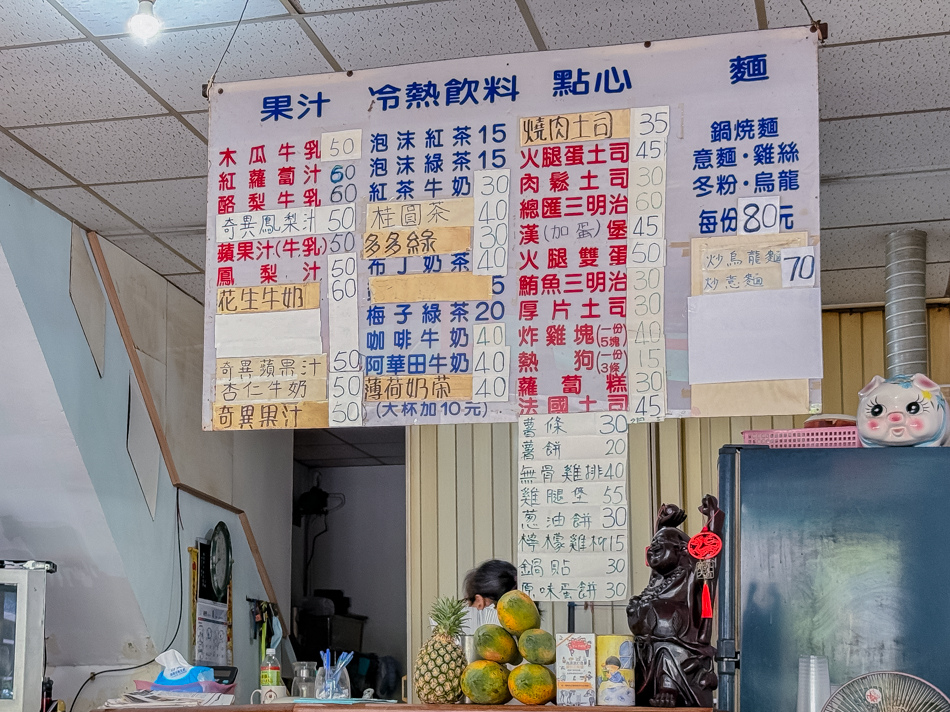 果汁
木瓜牛乳 50
紅蘿蔔汁 60
酪梨牛乳 60
奇異鳳梨汁 50
蘋果汁(牛乳) 50
鳳梨汁 50
花生牛奶 60
奇異蘋果汁 50
杏仁牛奶 50
奇異果汁 50
冷熱飲料
泡沫紅茶 15
泡沫綠茶 15
紅茶牛奶 30
桂圓茶 40
多多綠 30
布丁奶茶 40
5
梅子綠茶 20
咖啡牛奶 40
阿華田牛奶 40
薄荷奶茶 40
(大杯加10元)
點心
燒肉土司 35
火腿蛋土司 45
肉鬆土司 30
總匯三明治 60
漢(加蛋)堡 45
火腿雙蛋 50
鮪魚三明治 30
厚片土司 30
炸雞塊(一份5塊) 40
熱狗(一份3條) 15
蘿蔔糕 30
法國土司 45
薯條 30
薯餅 20
無骨雞排 40
雞腿堡 55
蔥油餅 30
檸檬雞柳 15
鍋貼 30
原味蛋餅 30
麵
鍋燒麵
意麵·雞絲
冬粉·烏龍
每份80元
炒烏龍麵
炒意麵
70